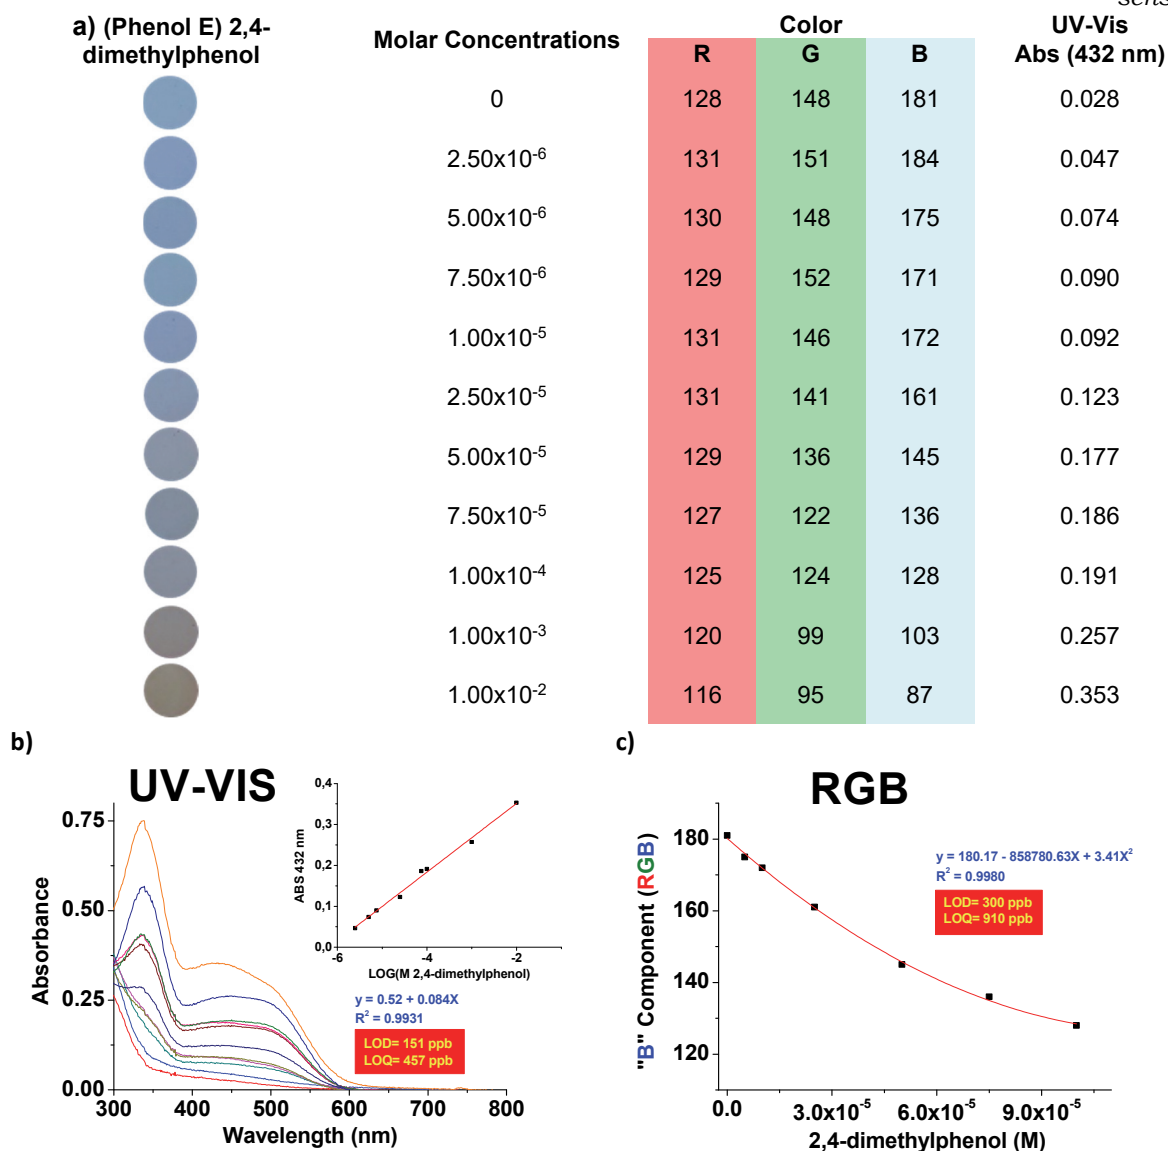 sens
a) (Phenol E) 2,4-
dimethylphenol
Molar Concentrations
Color
R G B
UV-Vis
Abs (432 nm)
0 128 148 181 0.028
2.50x10⁻⁶ 131 151 184 0.047
5.00x10⁻⁶ 130 148 175 0.074
7.50x10⁻⁶ 129 152 171 0.090
1.00x10⁻⁵ 131 146 172 0.092
2.50x10⁻⁵ 131 141 161 0.123
5.00x10⁻⁵ 129 136 145 0.177
7.50x10⁻⁵ 127 122 136 0.186
1.00x10⁻⁴ 125 124 128 0.191
1.00x10⁻³ 120 99 103 0.257
1.00x10⁻² 116 95 87 0.353
b)
UV-VIS
0.75
0.50
0.25
0.00
Absorbance
300 400 500 600 700 800
Wavelength (nm)
0,4
0,3
0,2
0,1
0,0
ABS 432 nm
-6 -4 -2
LOG(M 2,4-dimethylphenol)
y = 0.52 + 0.084X
R² = 0.9931
LOD= 151 ppb
LOQ= 457 ppb
c)
RGB
180
160
140
120
"B" Component (RGB)
y = 180.17 - 858780.63X + 3.41X²
R² = 0.9980
LOD= 300 ppb
LOQ= 910 ppb
0.0 3.0x10⁻⁵ 6.0x10⁻⁵ 9.0x10⁻⁵
2,4-dimethylphenol (M)